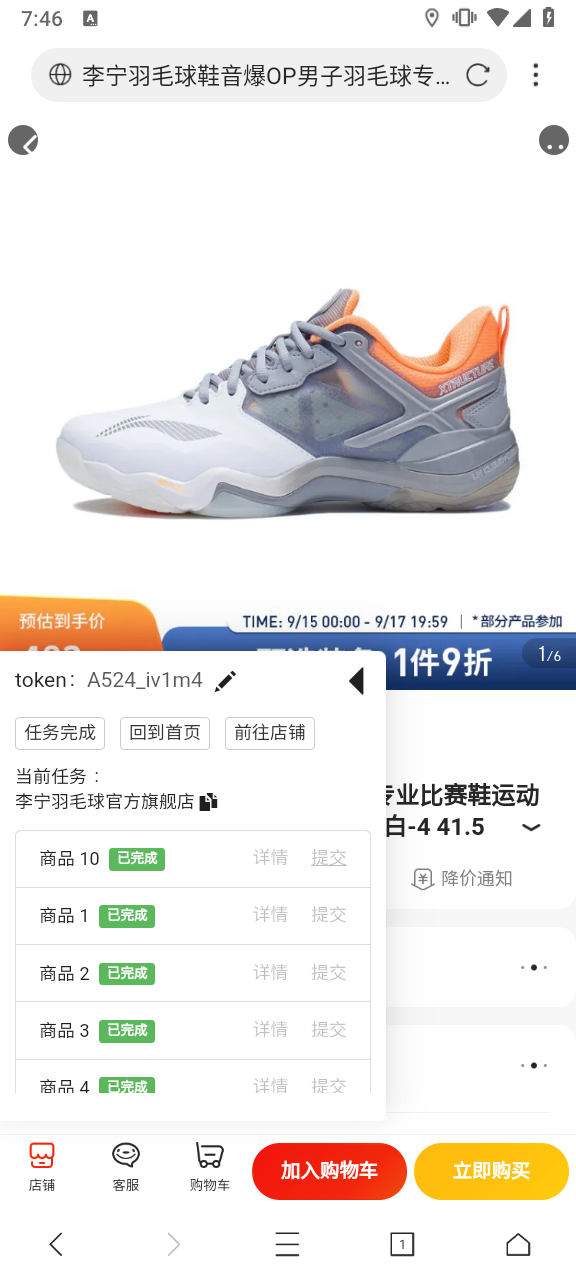 7:46
李宁羽毛球鞋音爆OP男子羽毛球专...
XTRUCTURE
预估到手价
TIME: 9/15 00:00 - 9/17 19:59 | *部分产品参加
1件9折
1/6
token: A524_iv1m4
任务完成 回到首页 前往店铺
当前任务：
李宁羽毛球官方旗舰店
专业比赛鞋运动
白-4 41.5
降价通知
商品 10 已完成 详情 提交
商品 1 已完成 详情 提交
商品 2 已完成 详情 提交
商品 3 已完成 详情 提交
商品 4 已完成 详情 提交
店铺 客服 购物车 加入购物车 立即购买
1